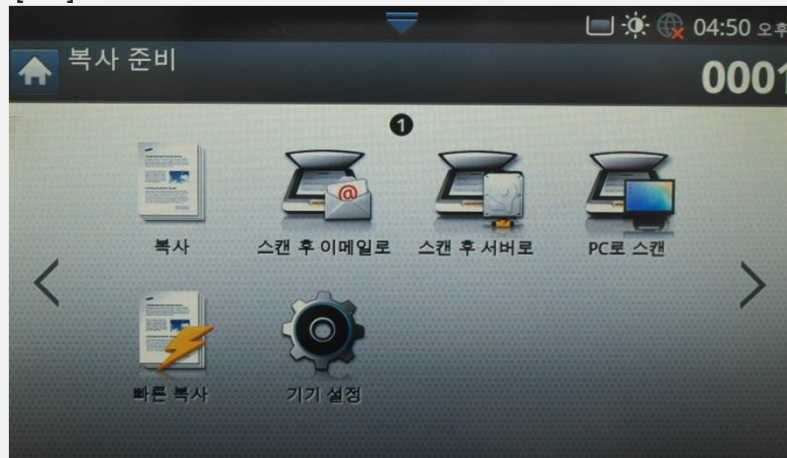 04:50 오후
복사 준비
0001
1
복사
스캔 후 이메일로
스캔 후 서버로
PC로 스캔
빠른 복사
기기 설정